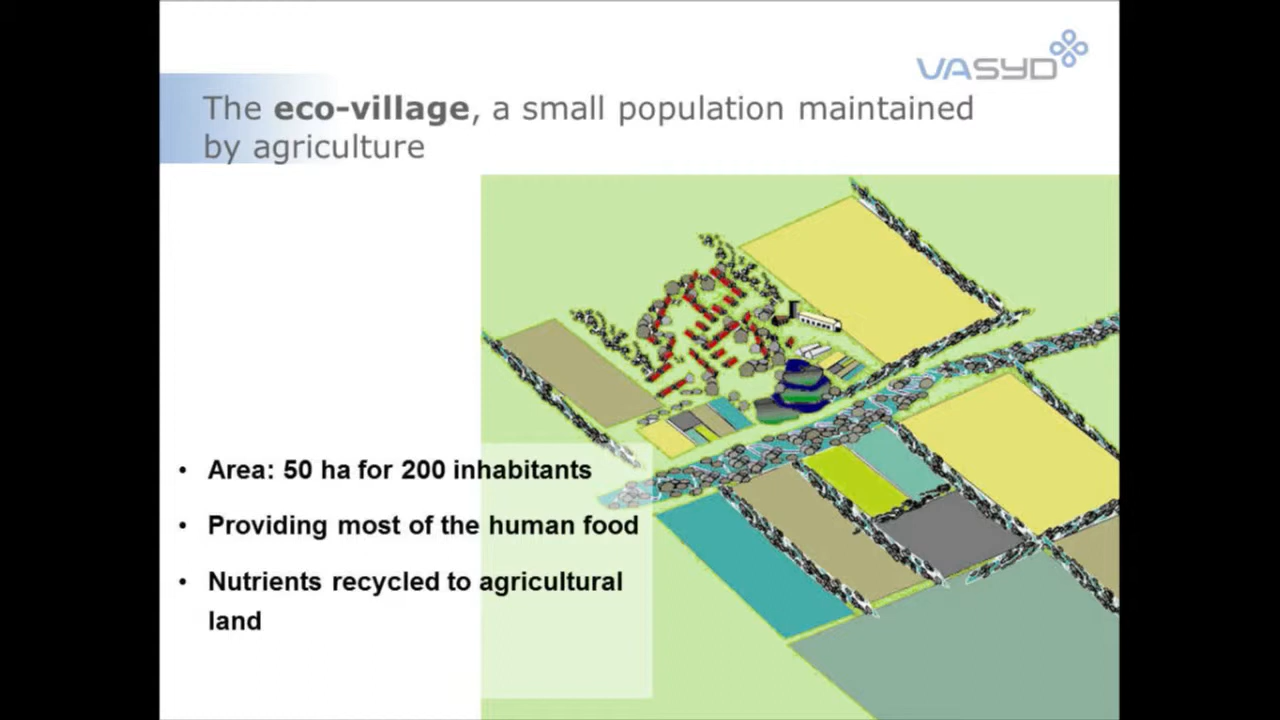 VASYD
The eco-village, a small population maintained
by agriculture
• Area: 50 ha for 200 inhabitants
• Providing most of the human food
• Nutrients recycled to agricultural
land